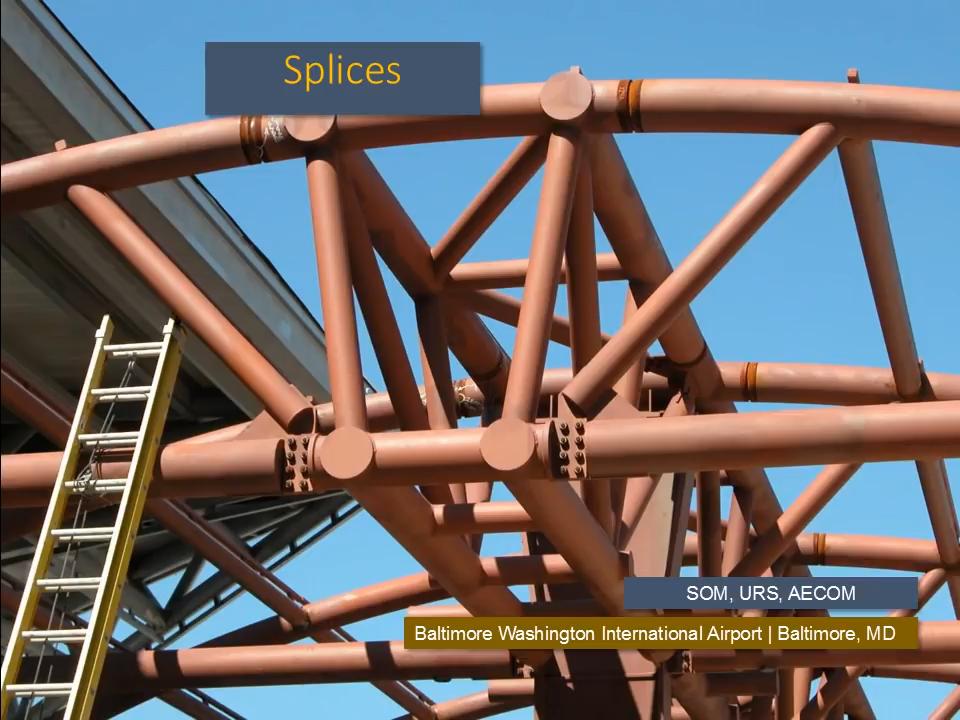 Splices
SOM, URS, AECOM
Baltimore Washington International Airport | Baltimore, MD